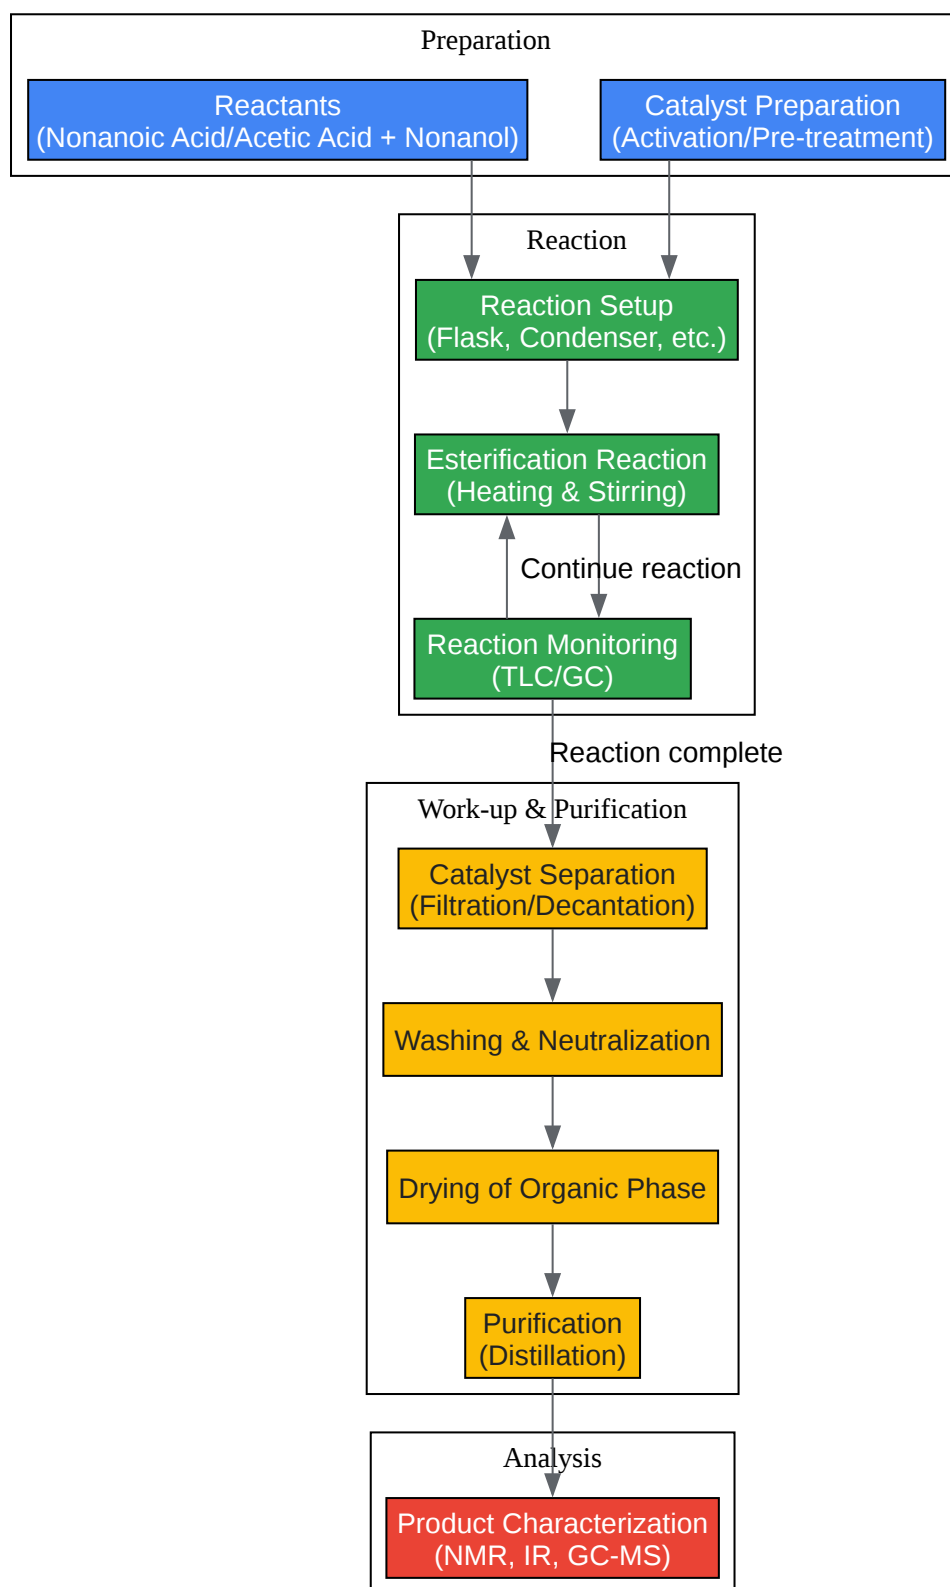 Preparation
Reactants
(Nonanoic Acid/Acetic Acid + Nonanol)
Catalyst Preparation
(Activation/Pre-treatment)
Reaction
Reaction Setup
(Flask, Condenser, etc.)
Esterification Reaction
(Heating & Stirring)
Continue reaction
Reaction Monitoring
(TLC/GC)
Reaction complete
Work-up & Purification
Catalyst Separation
(Filtration/Decantation)
Washing & Neutralization
Drying of Organic Phase
Purification
(Distillation)
Analysis
Product Characterization
(NMR, IR, GC-MS)